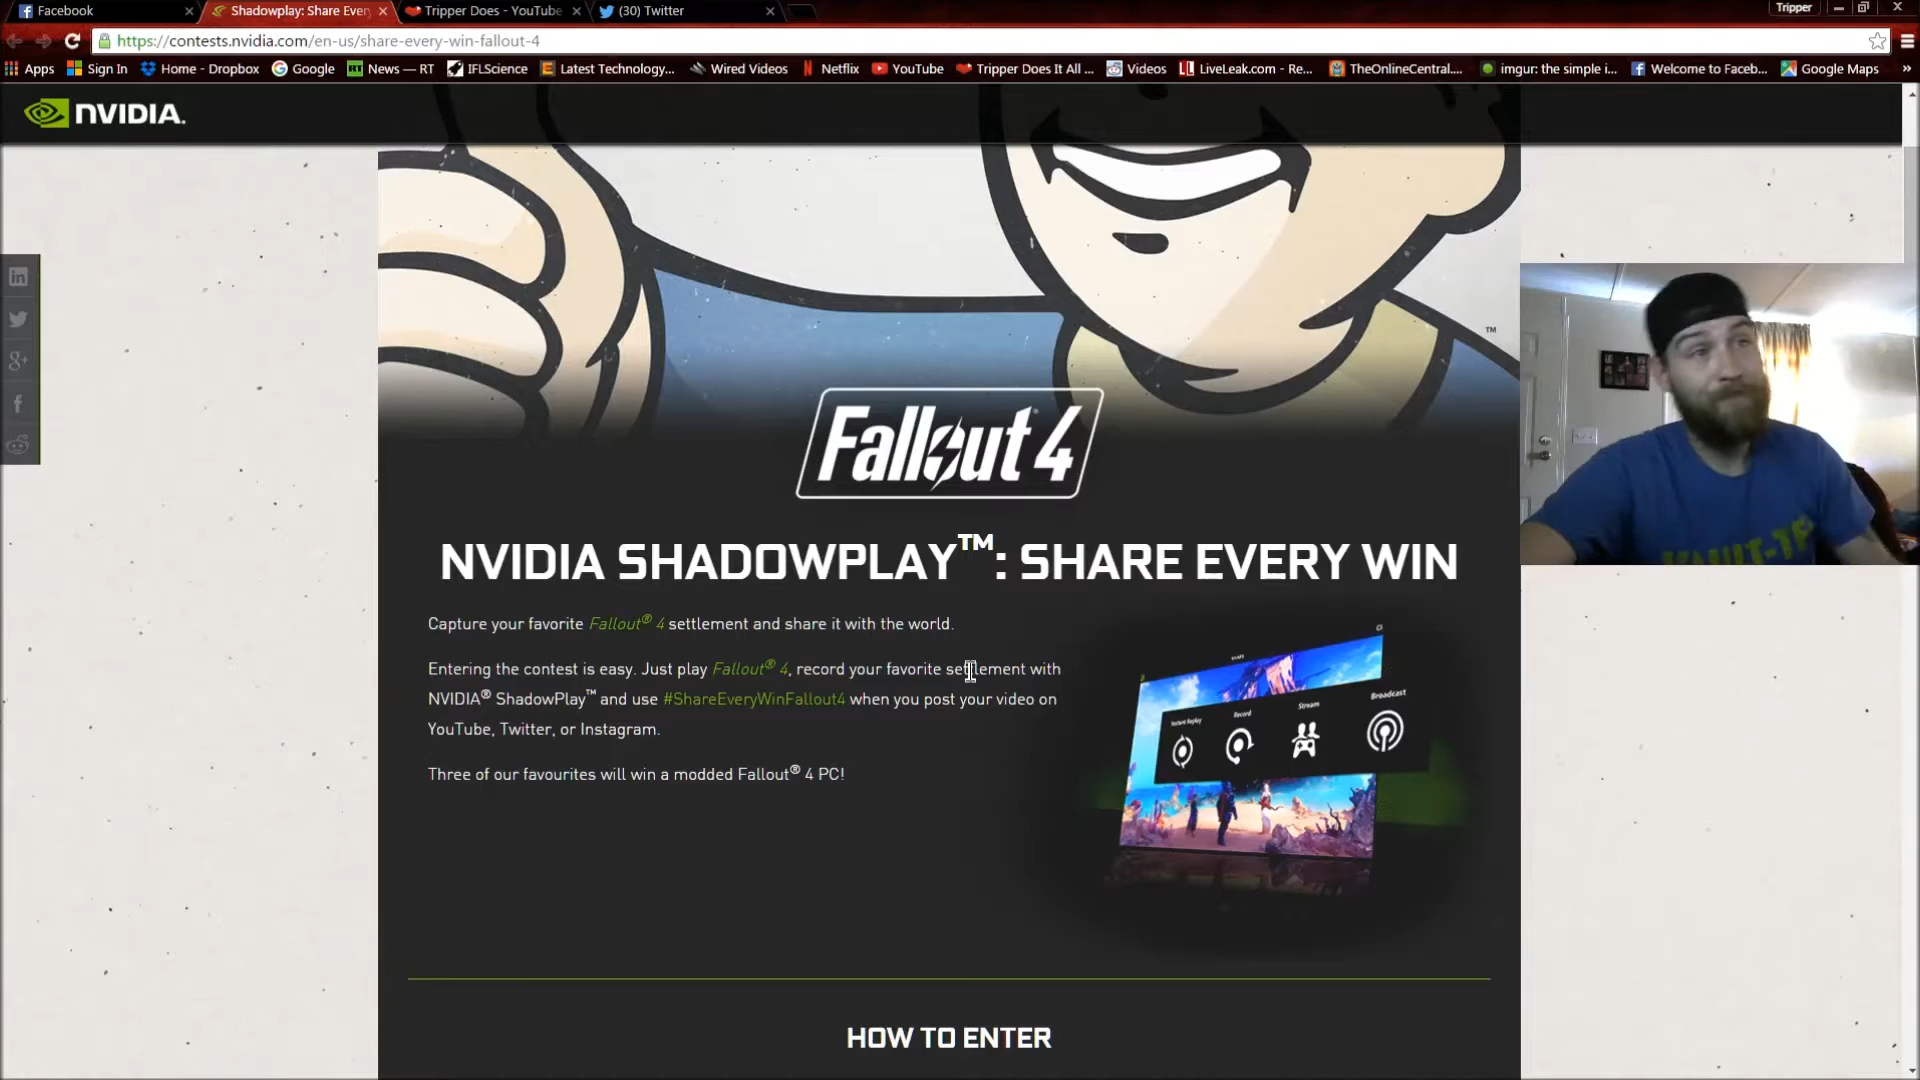 Facebook
Shadowplay: Share Ever
Tripper Does - YouTube
(30) Twitter
Tripper
https://contests.nvidia.com/en-us/share-every-win-fallout-4
Apps
Sign In
Home - Dropbox
Google
News — RT
IFLScience
Latest Technology...
Wired Videos
Netflix
YouTube
Tripper Does It All ...
Videos
LiveLeak.com - Re...
TheOnlineCentral....
imgur: the simple i...
Welcome to Faceb...
Google Maps
»
NVIDIA.
™
Fallout 4
NVIDIA SHADOWPLAY™: SHARE EVERY WIN
Capture your favorite Fallout® 4 settlement and share it with the world.
Entering the contest is easy. Just play Fallout® 4, record your favorite settlement with
NVIDIA® ShadowPlay™ and use #ShareEveryWinFallout4 when you post your video on
YouTube, Twitter, or Instagram.
Three of our favourites will win a modded Fallout® 4 PC!
Instant Replay
Record
Stream
Broadcast
HOW TO ENTER